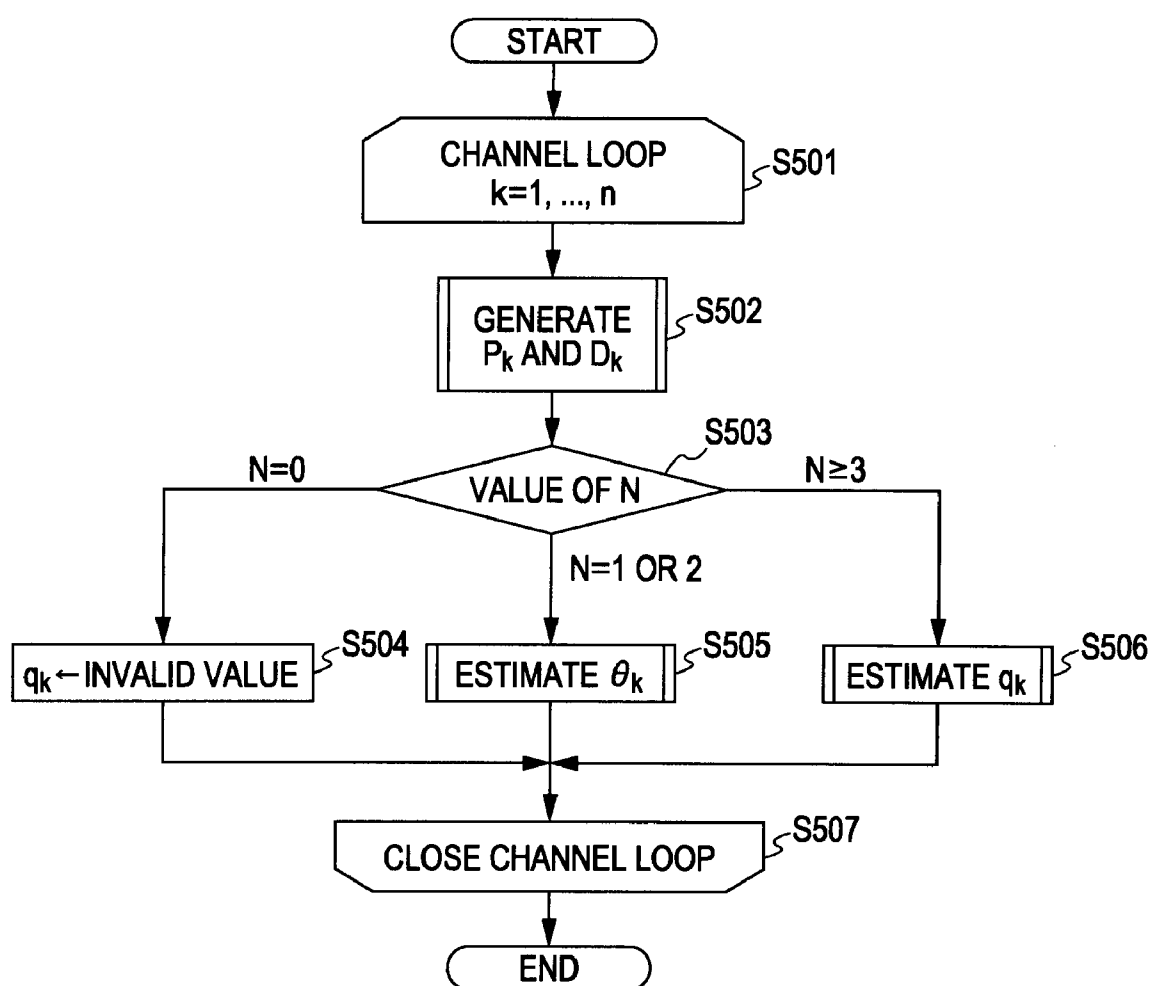 START
CHANNEL LOOP
k=1, ..., n
S501
GENERATE
Pk AND Dk
S502
S503
VALUE OF N
N=0
N≥3
N=1 OR 2
qk←INVALID VALUE
S504
ESTIMATE θk
S505
ESTIMATE qk
S506
CLOSE CHANNEL LOOP
S507
END